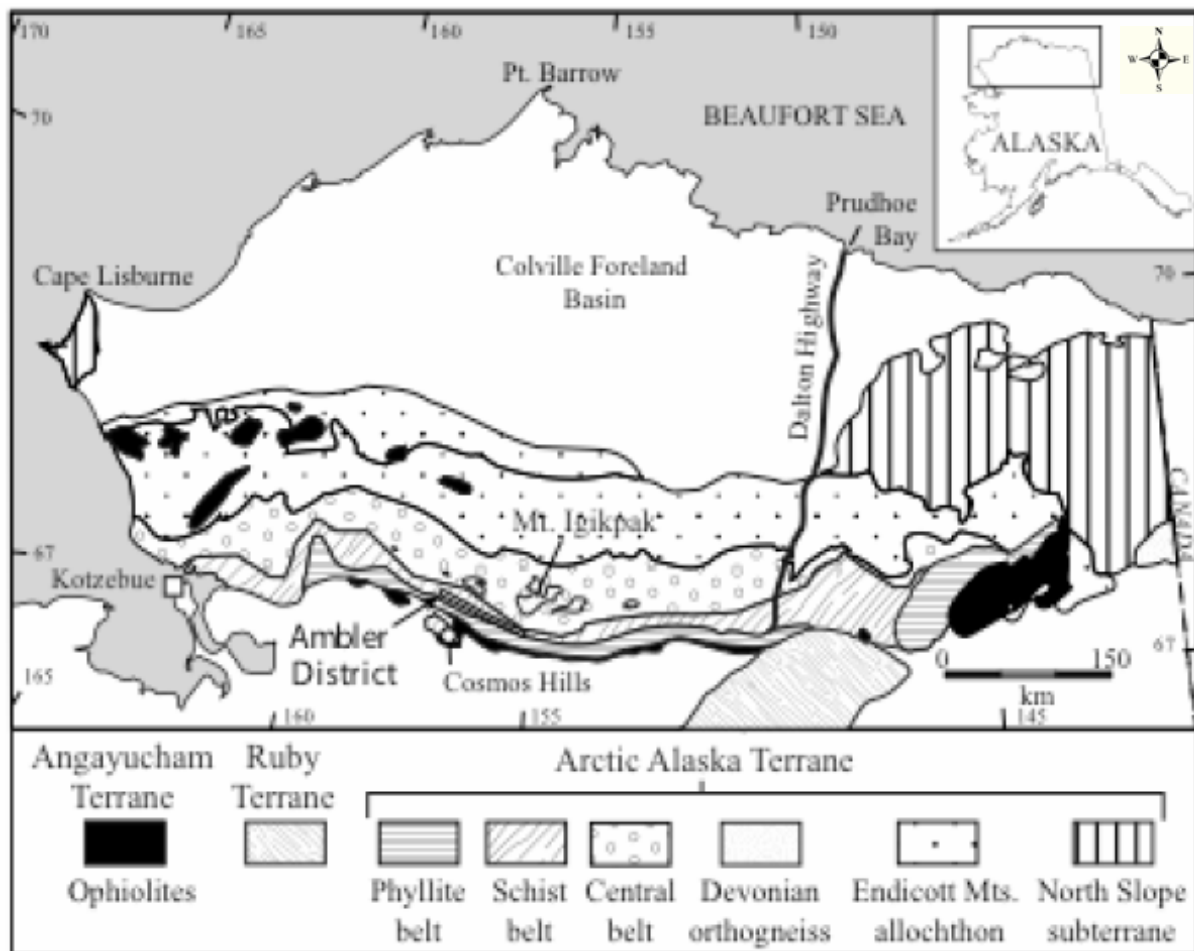 170
165
160
155
150
N
W E
S
Pt. Barrow
70
BEAUFORT SEA
ALASKA
Prudhoe
Bay
Cape Lisburne
Colville Foreland
Basin
70
Dalton Highway
Mt. Igikpak
CANADA
67
Kotzebue
Ambler
District
Cosmos Hills
0 150
km
67
165
160
155
145
Angayucham
Terrane
Ruby
Terrane
Arctic Alaska Terrane
Ophiolites
Phyllite
belt
Schist
belt
Central
belt
Devonian
orthogneiss
Endicott Mts.
allochthon
North Slope
subterrane